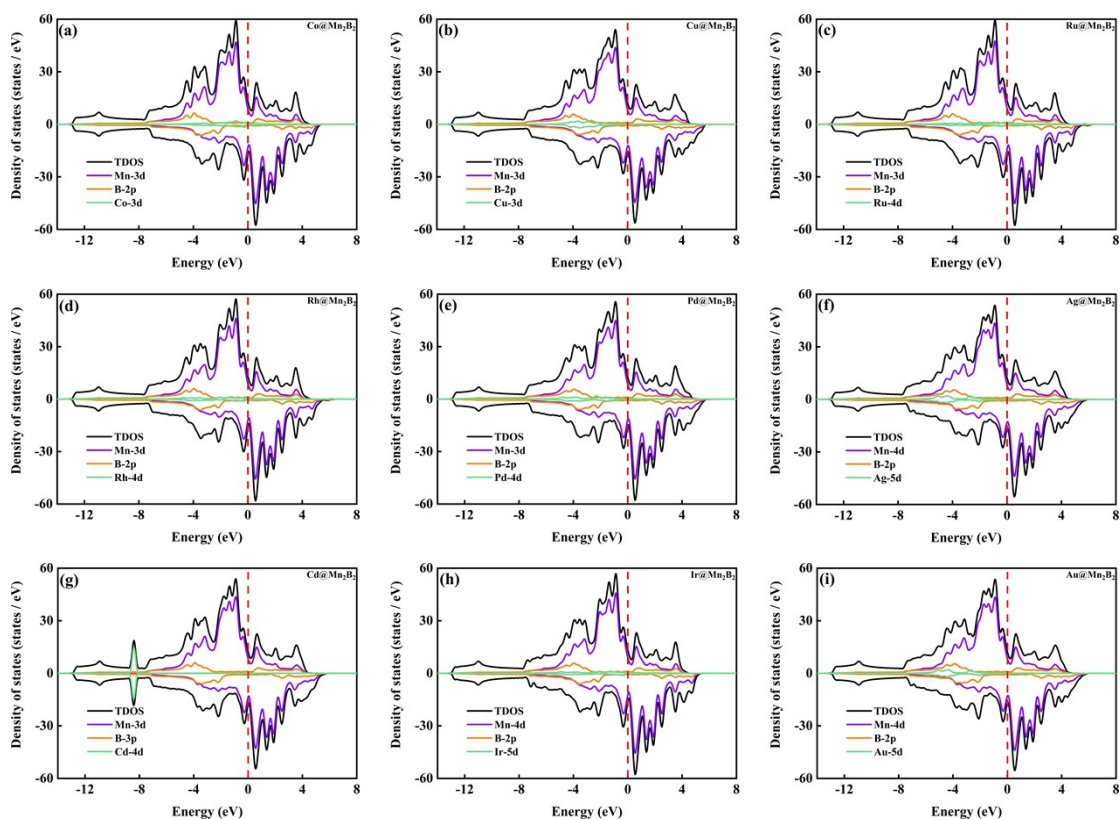 (a) Co@Mn₂B₂
Density of states (states / eV)
60
30
0
-30
-60
TDOS
Mn-3d
B-2p
Co-3d
-12 -8 -4 0 4 8
Energy (eV)
(b) Cu@Mn₂B₂
Density of states (states / eV)
60
30
0
-30
-60
TDOS
Mn-3d
B-2p
Cu-3d
-12 -8 -4 0 4 8
Energy (eV)
(c) Ru@Mn₂B₂
Density of states (states / eV)
60
30
0
-30
-60
TDOS
Mn-3d
B-2p
Ru-4d
-12 -8 -4 0 4 8
Energy (eV)
(d) Rh@Mn₂B₂
Density of states (states / eV)
60
30
0
-30
-60
TDOS
Mn-3d
B-2p
Rh-4d
-12 -8 -4 0 4 8
Energy (eV)
(e) Pd@Mn₂B₂
Density of states (states / eV)
60
30
0
-30
-60
TDOS
Mn-3d
B-2p
Pd-4d
-12 -8 -4 0 4 8
Energy (eV)
(f) Ag@Mn₂B₂
Density of states (states / eV)
60
30
0
-30
-60
TDOS
Mn-4d
B-2p
Ag-5d
-12 -8 -4 0 4 8
Energy (eV)
(g) Cd@Mn₂B₂
Density of states (states / eV)
60
30
0
-30
-60
TDOS
Mn-3d
B-3p
Cd-4d
-12 -8 -4 0 4 8
Energy (eV)
(h) Ir@Mn₂B₂
Density of states (states / eV)
60
30
0
-30
-60
TDOS
Mn-4d
B-2p
Ir-5d
-12 -8 -4 0 4 8
Energy (eV)
(i) Au@Mn₂B₂
Density of states (states / eV)
60
30
0
-30
-60
TDOS
Mn-4d
B-2p
Au-5d
-12 -8 -4 0 4 8
Energy (eV)